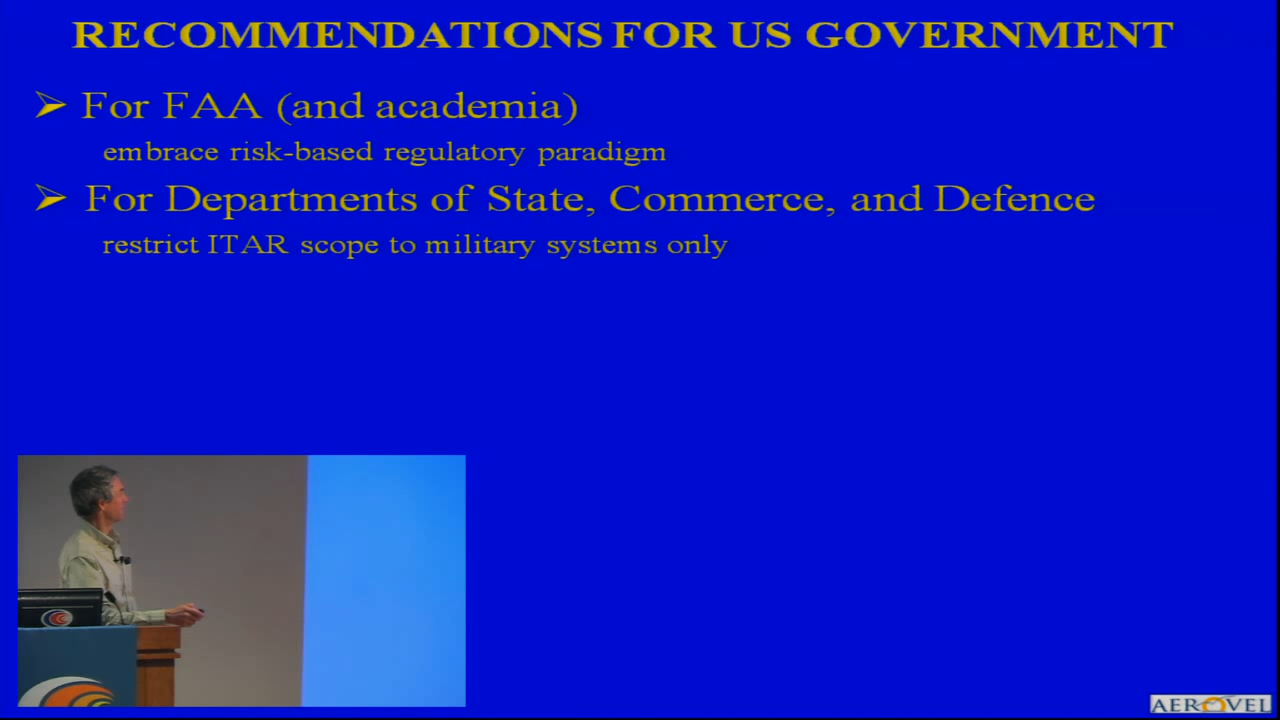 RECOMMENDATIONS FOR US GOVERNMENT
➢ For FAA (and academia)
embrace risk-based regulatory paradigm
➢ For Departments of State, Commerce, and Defence
restrict ITAR scope to military systems only
AEROVEL